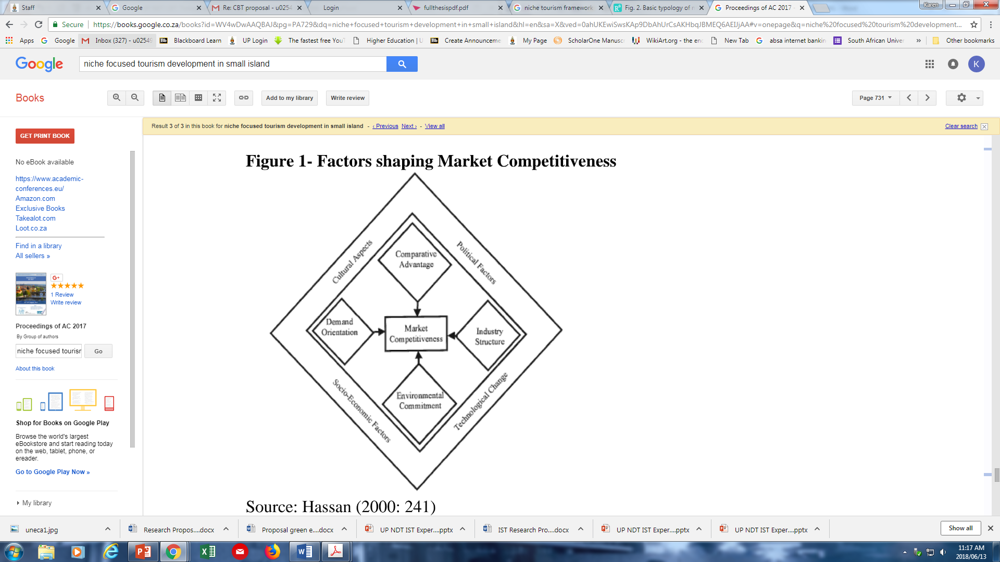 Staff
Google
Re: CBT proposal - u0254
Login
fullthesispdf.pdf
niche tourism framework
Fig. 2. Basic typology of n
Proceedings of AC 2017 -
Karen
Secure
https://books.google.co.za/books?id=WV4wDwAAQBAJ&pg=PA729&dq=niche+focused+tourism+development+in+small+island&hl=en&sa=X&ved=0ahUKEwiSwsKAp9DbAhUrCsAKHbqJBMEQ6AEIJjAA#v=onepage&q=niche%20focused%20tourism%20development...
Apps
Google
Inbox (327) - u02549
Blackboard Learn
UP Login
The fastest free YouT
Higher Education | U
Create Announceme
My Page
ScholarOne Manuscr
WikiArt.org - the enc
New Tab
absa internet bankin
South African Univer
»
Other bookmarks
Google
niche focused tourism development in small island
K
Books
Add to my library
Write review
Page 731
Result 3 of 3 in this book for niche focused tourism development in small island - ‹ Previous Next › - View all
Clear search
GET PRINT BOOK
No eBook available
https://www.academic-
conferences.eu/
Amazon.com
Exclusive Books
Takealot.com
Loot.co.za
Find in a library
All sellers »
G+
1 Review
Write review
Proceedings of AC 2017
By Group of authors
niche focused tourisr
Go
About this book
Shop for Books on Google Play
Browse the world's largest
eBookstore and start reading today
on the web, tablet, phone, or
ereader.
Go to Google Play Now »
My library
Figure 1- Factors shaping Market Competitiveness
Cultural Aspects
Political Factors
Comparative
Advantage
Demand
Orientation
Market
Competitiveness
Industry
Structure
Environmental
Commitment
Socio-Economic Factors
Technological Change
Source: Hassan (2000: 241)
uneca1.jpg
Research Propos....docx
Proposal green e....docx
UP NDT IST Exper....pptx
IST Research Pro....docx
UP NDT IST Exper....pptx
UP NDT IST Exper....pptx
Show all
11:17 AM
2018/06/13